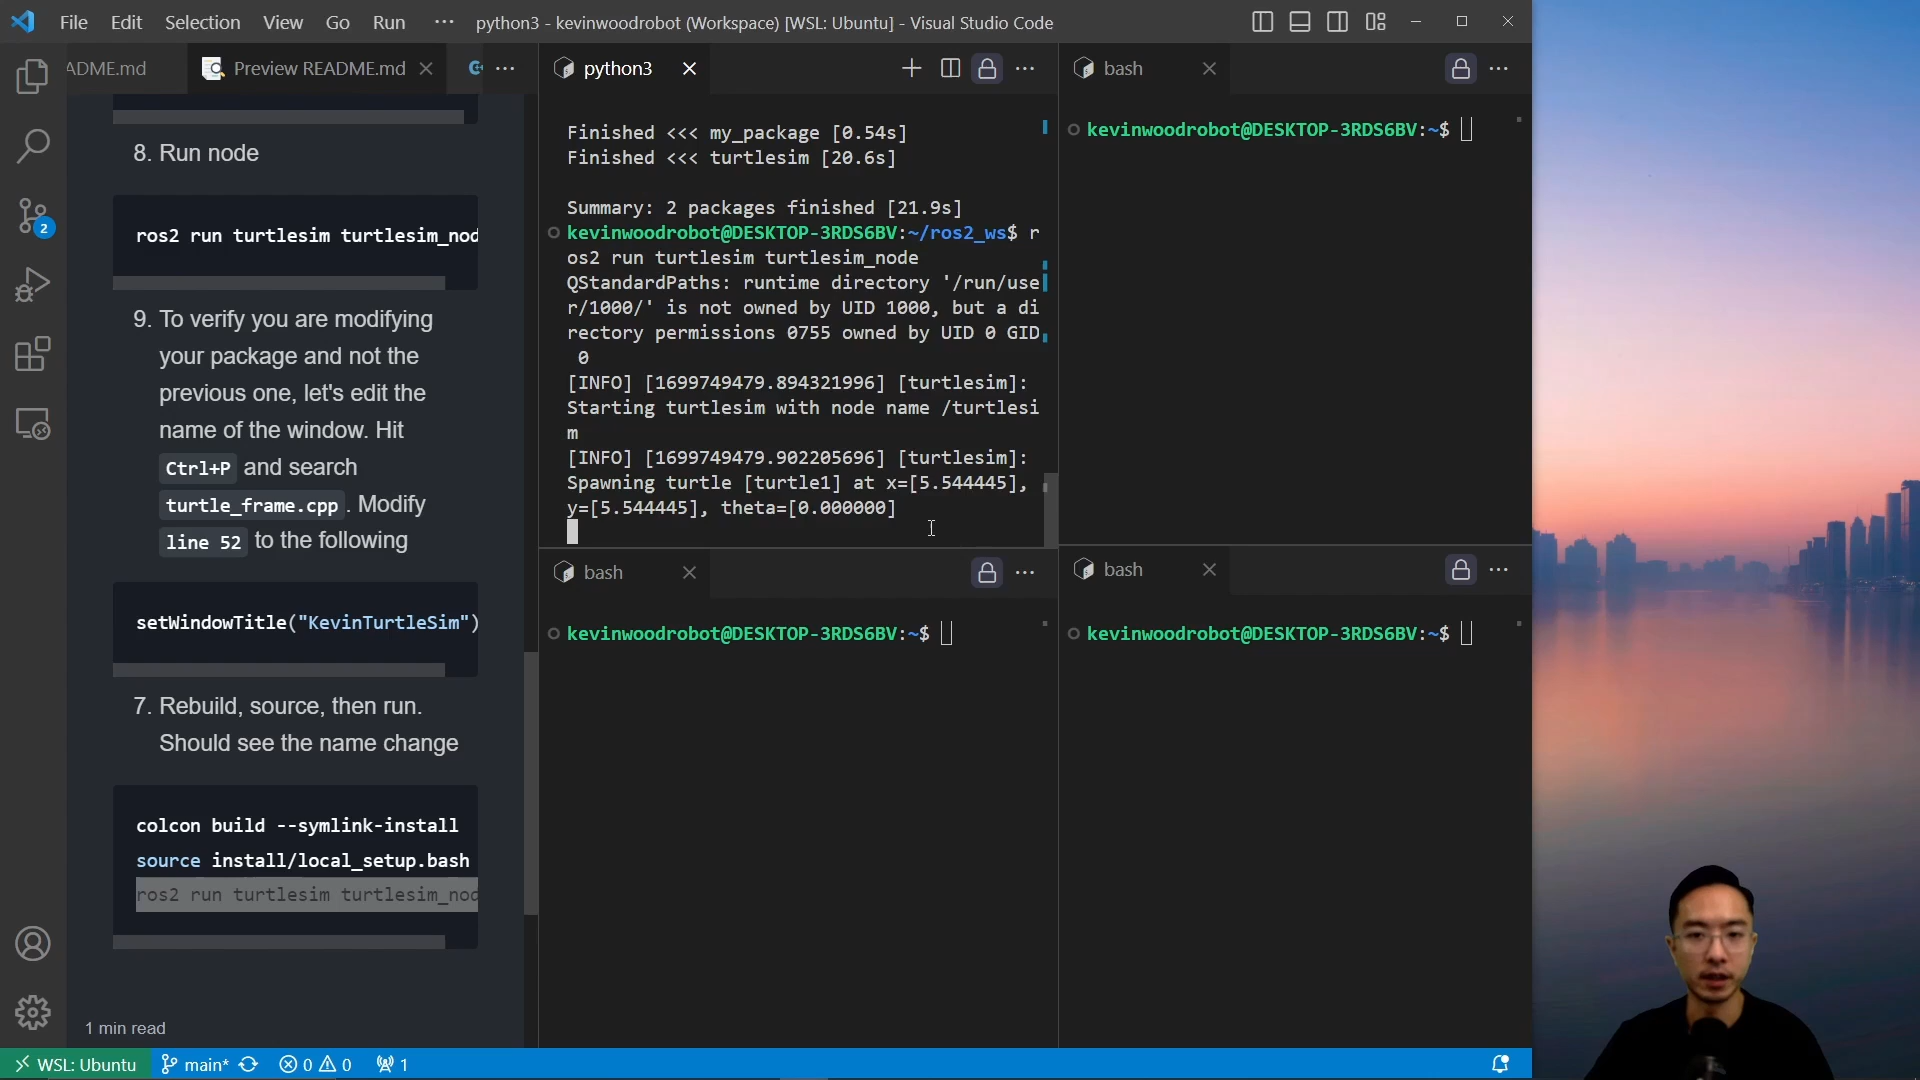 File Edit Selection View Go Run ··· python3 - kevinwoodrobot (Workspace) [WSL: Ubuntu] - Visual Studio Code
ADME.md
Preview README.md
8. Run node
ros2 run turtlesim turtlesim_nod
9. To verify you are modifying
your package and not the
previous one, let's edit the
name of the window. Hit
Ctrl+P and search
turtle_frame.cpp . Modify
line 52 to the following
setWindowTitle("KevinTurtleSim")
7. Rebuild, source, then run.
Should see the name change
colcon build --symlink-install
source install/local_setup.bash
ros2 run turtlesim turtlesim_nod
1 min read
2
python3
Finished <<< my_package [0.54s]
Finished <<< turtlesim [20.6s]
Summary: 2 packages finished [21.9s]
kevinwoodrobot@DESKTOP-3RDS6BV:~/ros2_ws$ r
os2 run turtlesim turtlesim_node
QStandardPaths: runtime directory '/run/use
r/1000/' is not owned by UID 1000, but a di
rectory permissions 0755 owned by UID 0 GID
0
[INFO] [1699749479.894321996] [turtlesim]:
Starting turtlesim with node name /turtlesi
m
[INFO] [1699749479.902205696] [turtlesim]:
Spawning turtle [turtle1] at x=[5.544445],
y=[5.544445], theta=[0.000000]
bash
kevinwoodrobot@DESKTOP-3RDS6BV:~$
bash
kevinwoodrobot@DESKTOP-3RDS6BV:~$
bash
kevinwoodrobot@DESKTOP-3RDS6BV:~$
WSL: Ubuntu main* 0 0 1